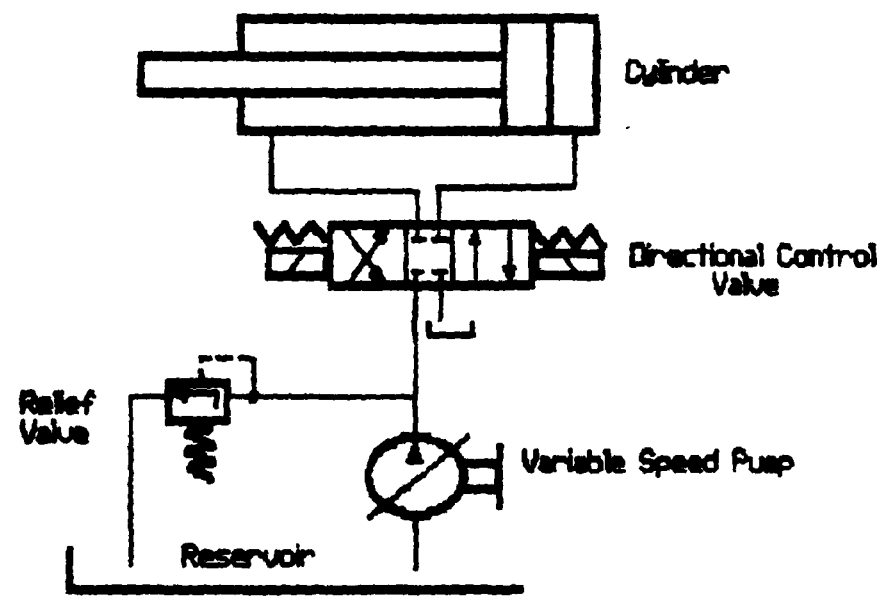 Cylinder
Directional Control
Valve
Relief
Valve
Variable Speed Pump
Reservoir